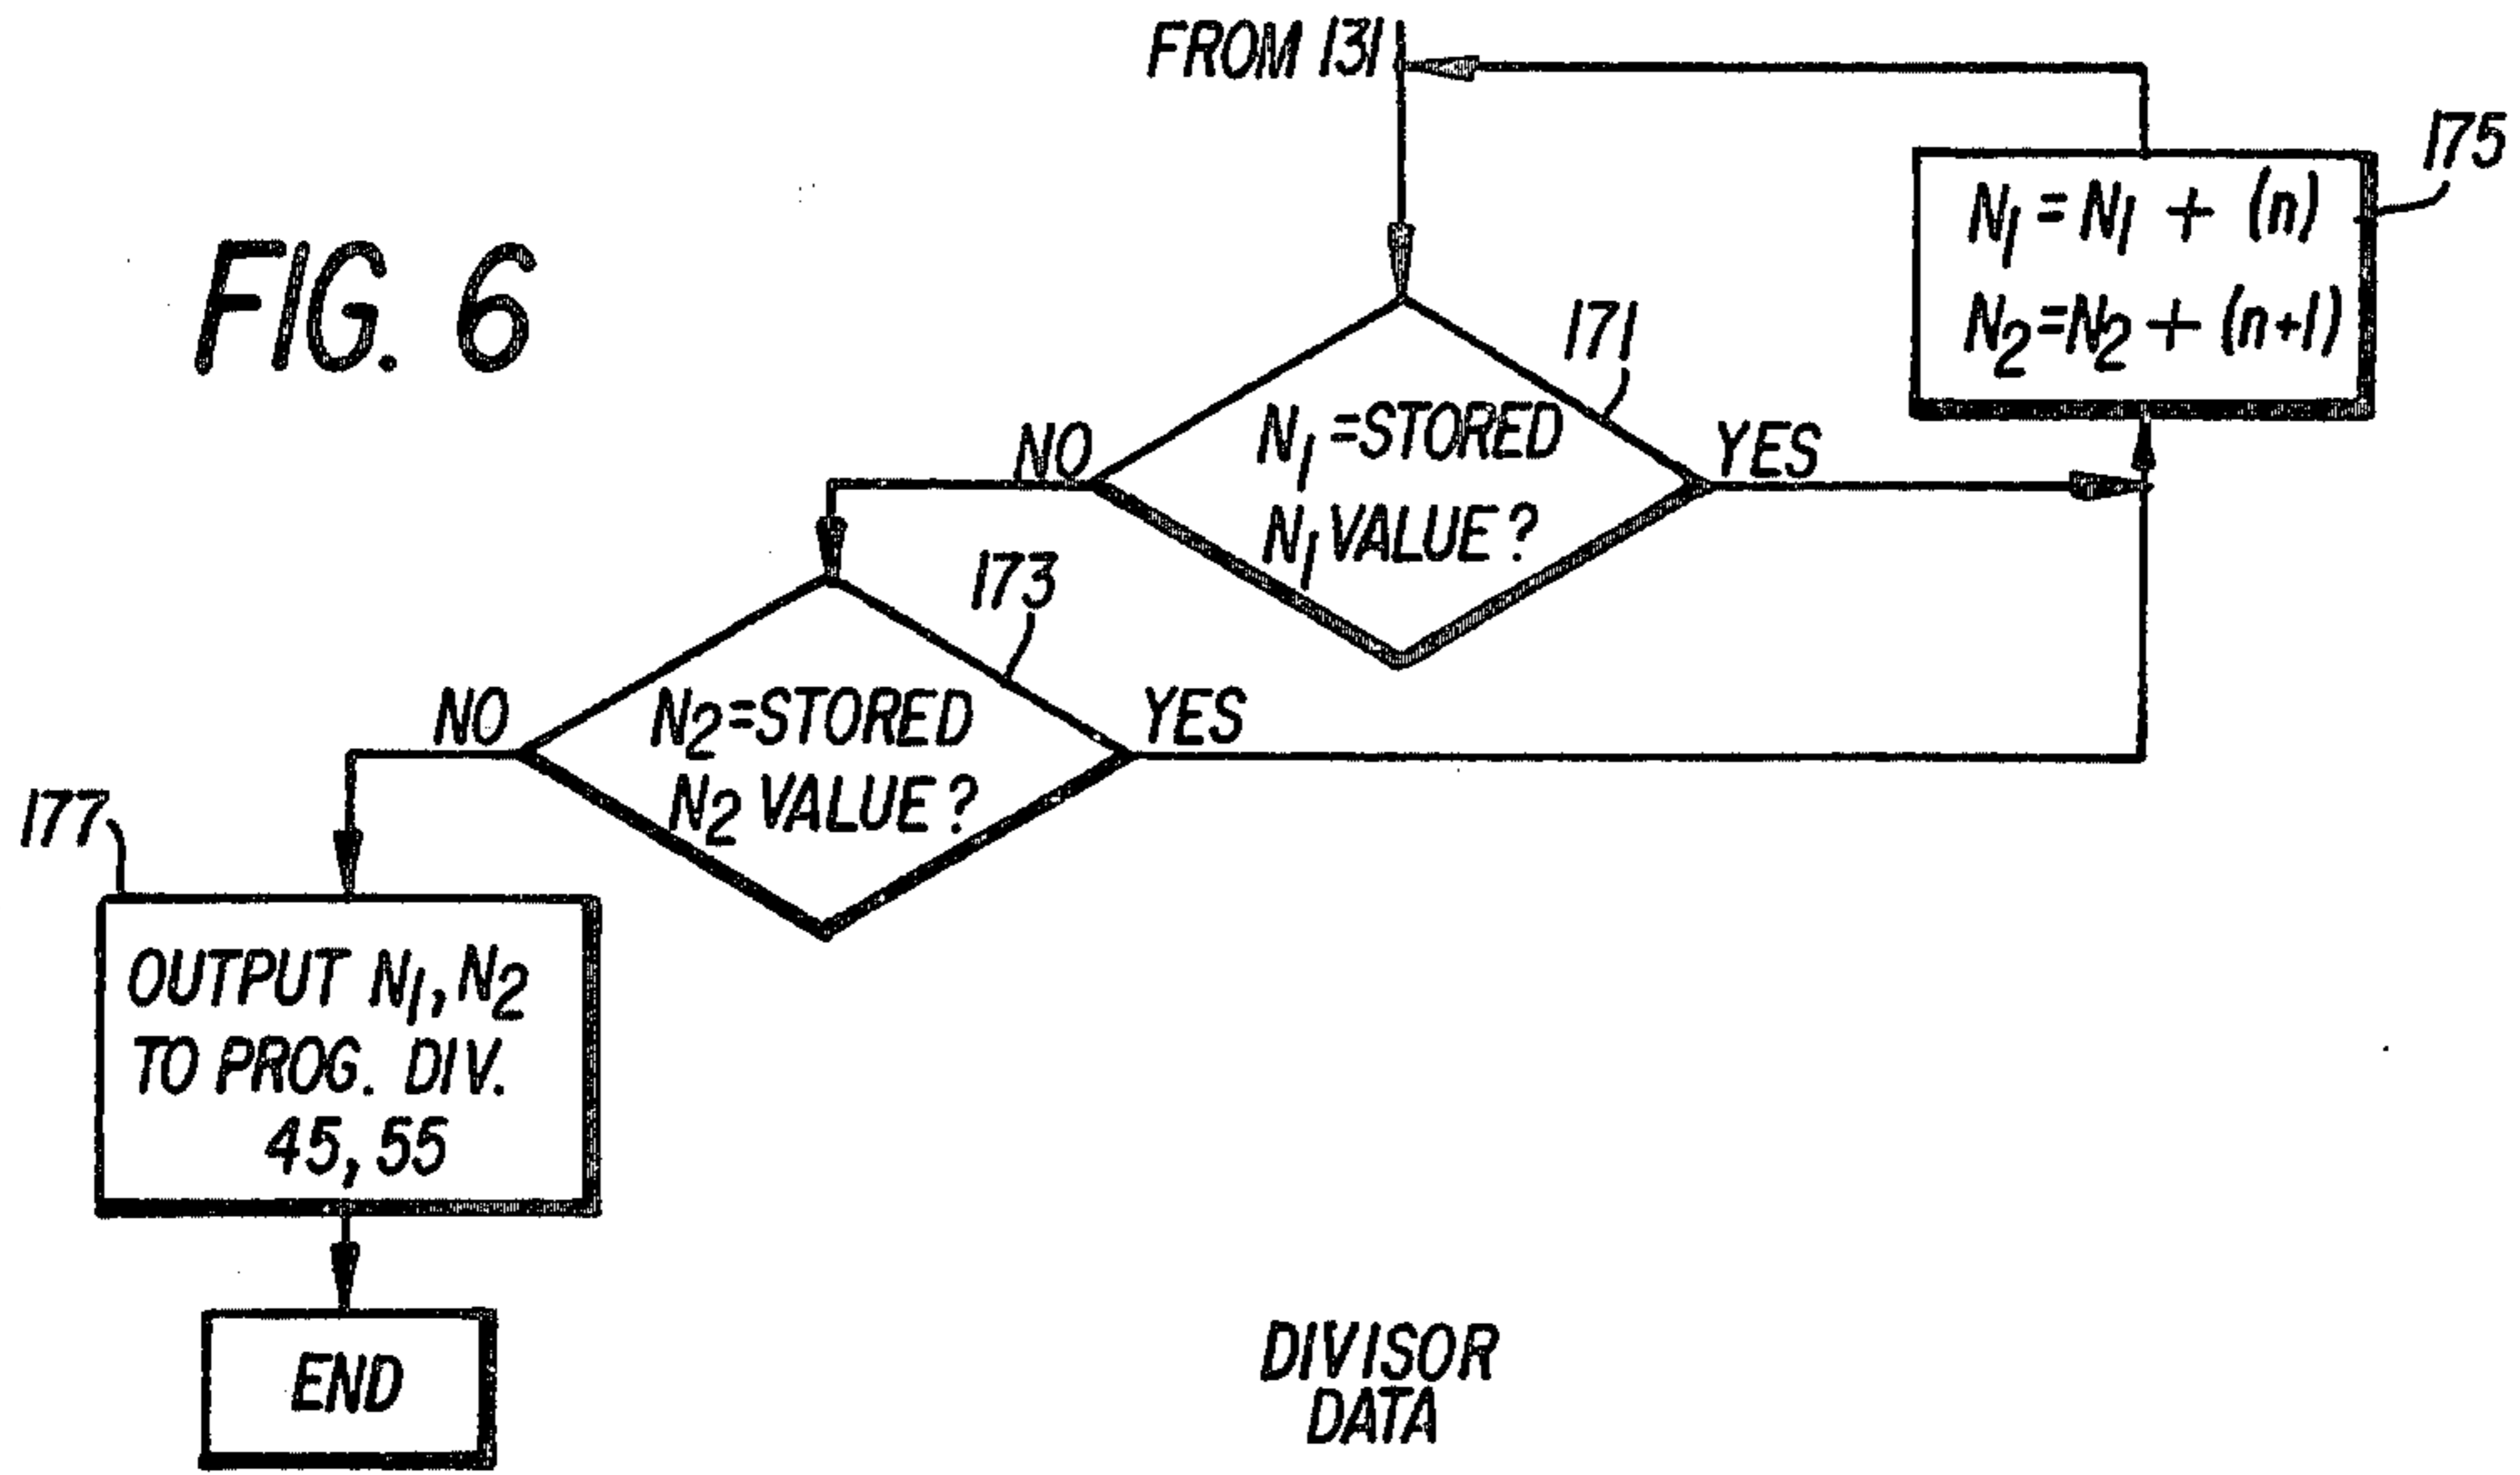 FROM 131
175
N1 = N1 + (n)
N2 = N2 + (n+1)
FIG. 6
171
N1 = STORED
N1 VALUE?
NO
YES
173
N2 = STORED
N2 VALUE?
NO
YES
177
OUTPUT N1, N2
TO PROG. DIV.
45, 55
END
DIVISOR
DATA